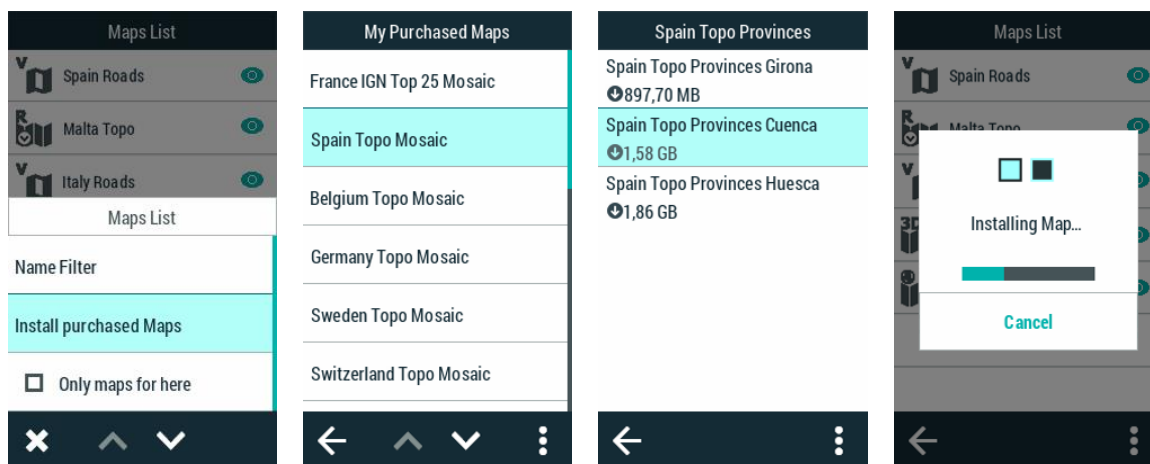 Maps List
V
Spain Roads
R
Malta Topo
V
Italy Roads
Maps List
Name Filter
Install purchased Maps
Only maps for here
My Purchased Maps
France IGN Top 25 Mosaic
Spain Topo Mosaic
Belgium Topo Mosaic
Germany Topo Mosaic
Sweden Topo Mosaic
Switzerland Topo Mosaic
Spain Topo Provinces
Spain Topo Provinces Girona
897,70 MB
Spain Topo Provinces Cuenca
1,58 GB
Spain Topo Provinces Huesca
1,86 GB
Maps List
V
Spain Roads
R
Malta Topo
V
3D
Installing Map...
Cancel